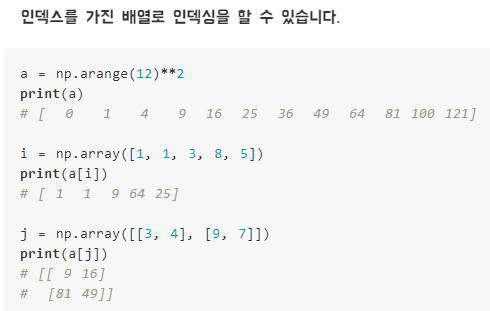 인덱스를 가진 배열로 인덱싱을 할 수 있습니다.
a = np.arange(12)**2
print(a)
# [  0   1   4   9  16  25  36  49  64  81 100 121]
i = np.array([1, 1, 3, 8, 5])
print(a[i])
# [ 1  1  9 64 25]
j = np.array([[3, 4], [9, 7]])
print(a[j])
# [[ 9 16]
#  [81 49]]